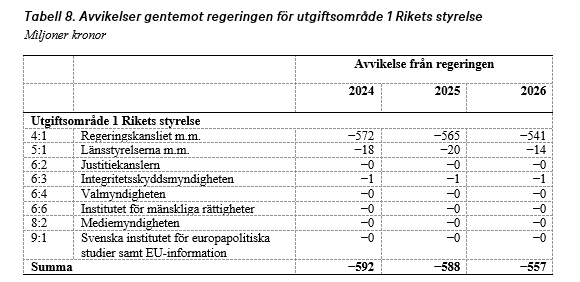 Tabell 8. Avvikelser gentemot regeringen för utgiftsområde 1 Rikets styrelse
Miljoner kronor
Avvikelse från regeringen
2024 2025 2026
Utgiftsområde 1 Rikets styrelse
4:1 Regeringskansliet m.m. −572 −565 −541
5:1 Länsstyrelserna m.m. −18 −20 −14
6:2 Justitiekanslern −0 −0 −0
6:3 Integritetsskyddsmyndigheten −1 −1 −1
6:4 Valmyndigheten −0 −0 −0
6:6 Institutet för mänskliga rättigheter −0 −0 −0
8:2 Mediemyndigheten −0 −0 −0
9:1 Svenska institutet för europapolitiska −0 −0 −0
studier samt EU-information
Summa −592 −588 −557